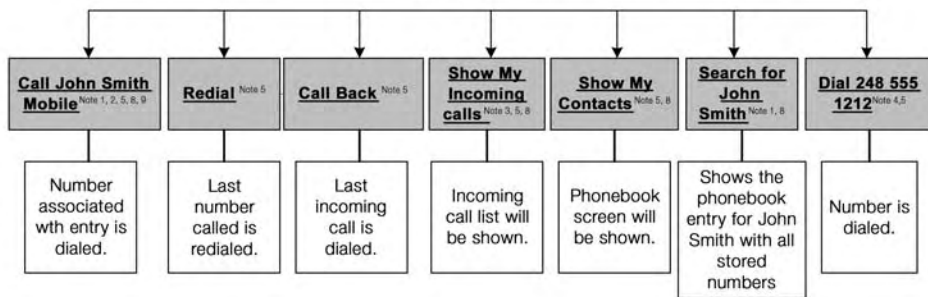 Call John Smith
Mobile Note 1, 2, 5, 8, 9
Number
associated
wth entry is
dialed.
Redial Note 5
Last
number
called is
redialed.
Call Back Note 5
Last
incoming
call is
dialed.
Show My
Incoming
calls Note 3, 5, 8
Incoming
call list will
be shown.
Show My
Contacts Note 5, 8
Phonebook
screen will
be shown.
Search for
John
Smith Note 1, 8
Shows the
phonebook
entry for John
Smith with all
stored
numbers
Dial 248 555
1212 Note 4,5
Number is
dialed.